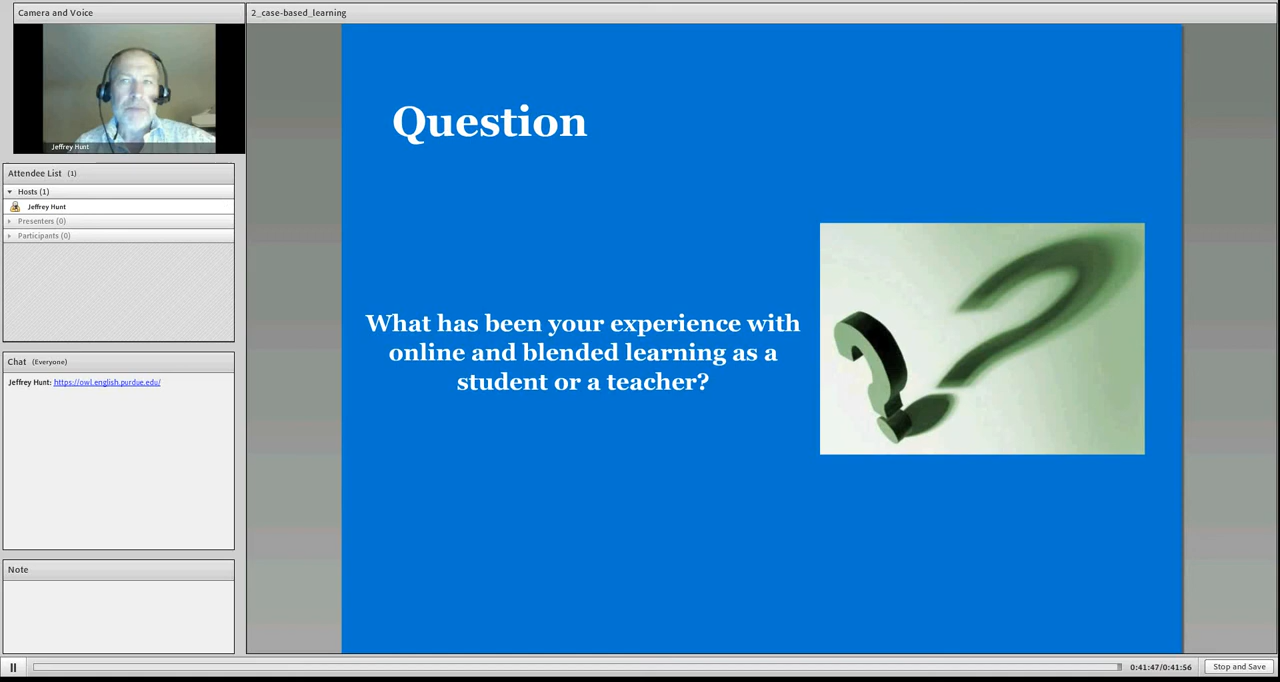 Camera and Voice
Jeffrey Hunt
Attendee List (1)
Hosts (1)
Jeffrey Hunt
Presenters (0)
Participants (0)
Chat (Everyone)
Jeffrey Hunt: https://owl.english.purdue.edu/
Note
2_case-based_learning
Question
What has been your experience with
online and blended learning as a
student or a teacher?
0:41:47/0:41:56
Stop and Save